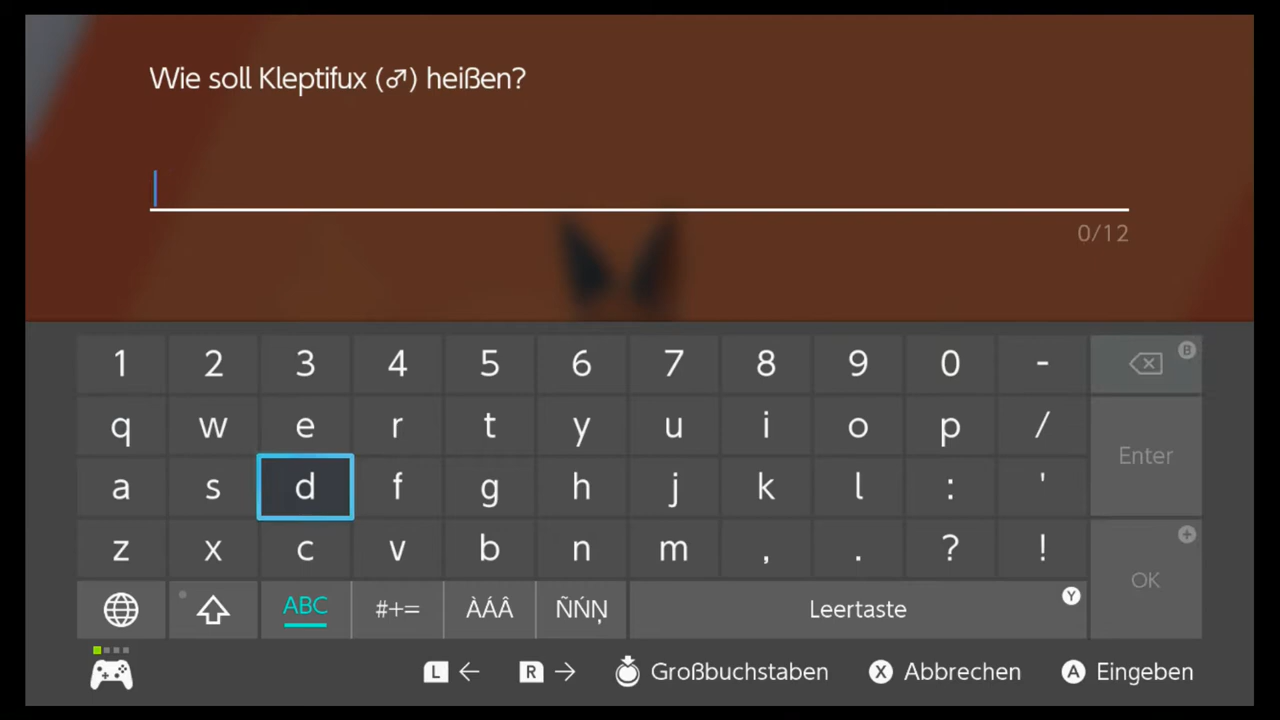 Wie soll Kleptifux (♂) heißen?
0/12
1 2 3 4 5 6 7 8 9 0 - B
q w e r t y u i o p /
Enter
a s d f g h j k l : '
z x c v b n m , . ? ! +
OK
ABC #+= ÀÁÂ ÑŃŅ Leertaste Y
L ← R → Großbuchstaben X Abbrechen A Eingeben